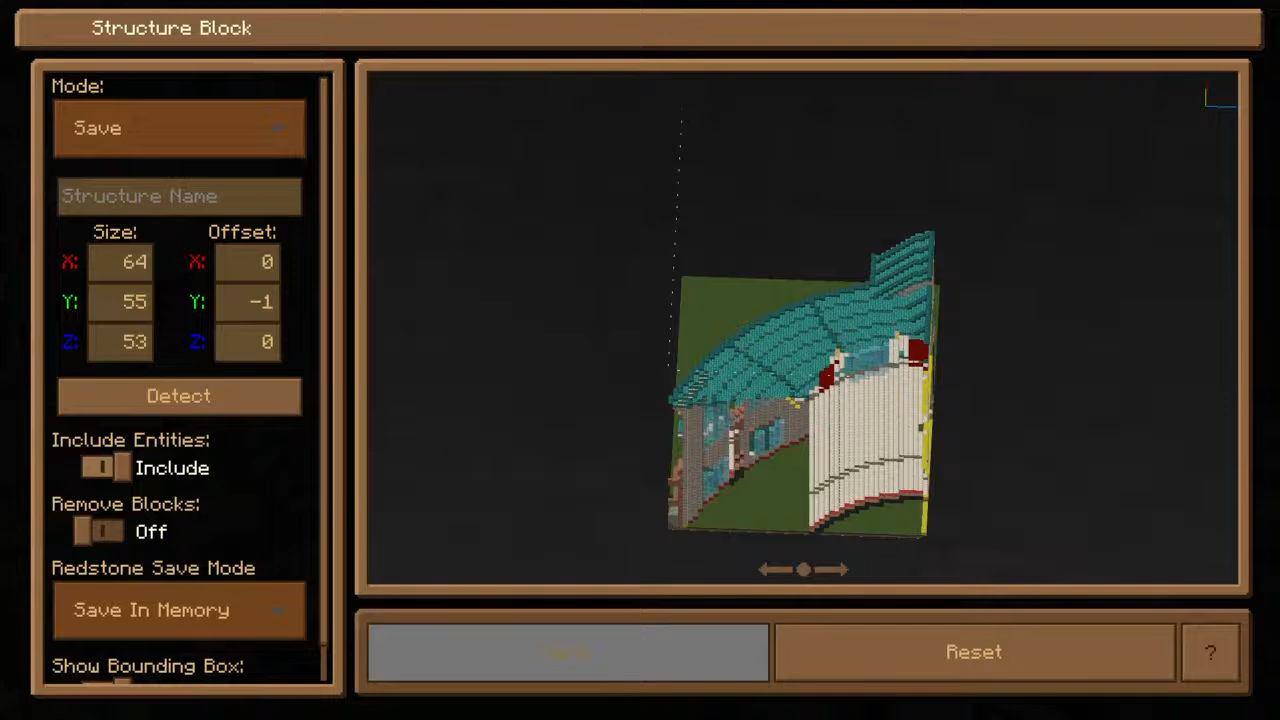 Structure Block
Mode:
Save
Structure Name
Size: Offset:
X: 64 X: 0
Y: 55 Y: -1
Z: 53 Z: 0
Detect
Include Entities:
Include
Remove Blocks:
Off
Redstone Save Mode
Save In Memory
Show Bounding Box:
Reset
?